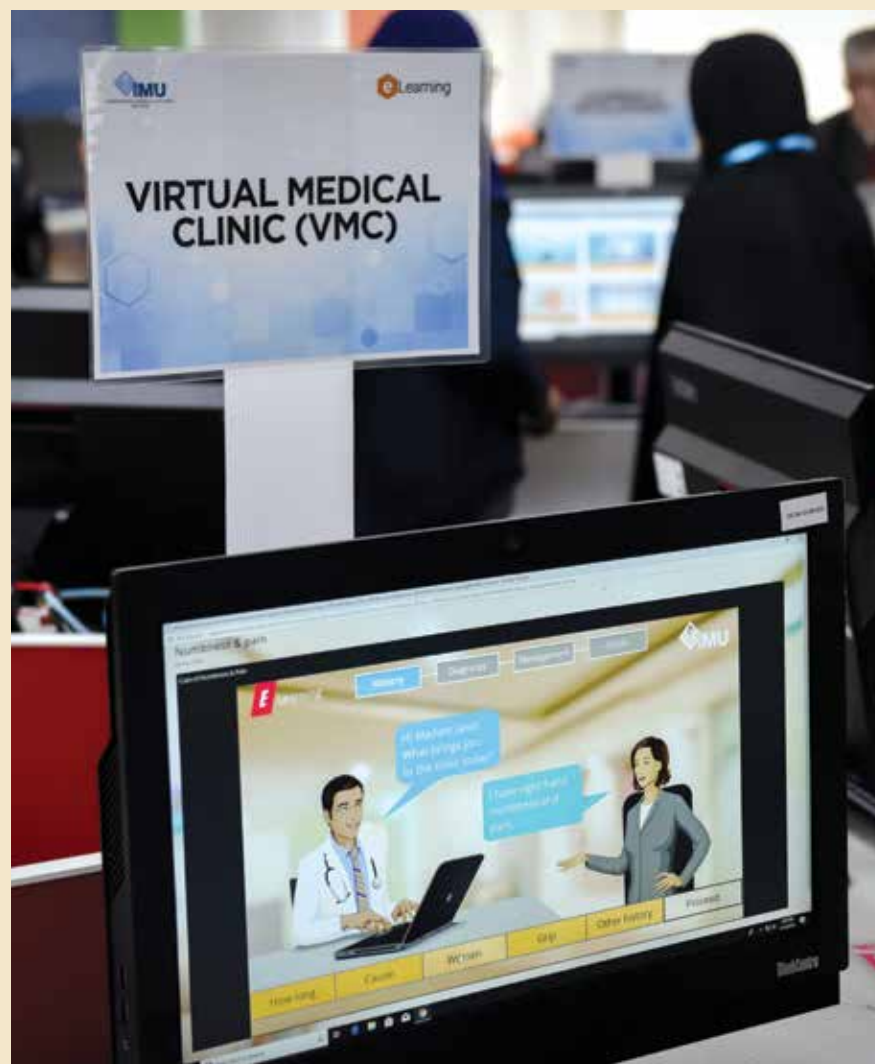 IMU
eLearning
VIRTUAL MEDICAL
CLINIC (VMC)
Numbness & pain
IMU
History
Diagnosis
Management
Hi Madam Jane!
What brings you
to the clinic today?
I have right hand
numbness and
pain.
How long
Cause
Worsen
Grip
Other history
Proceed
ThinkCentre